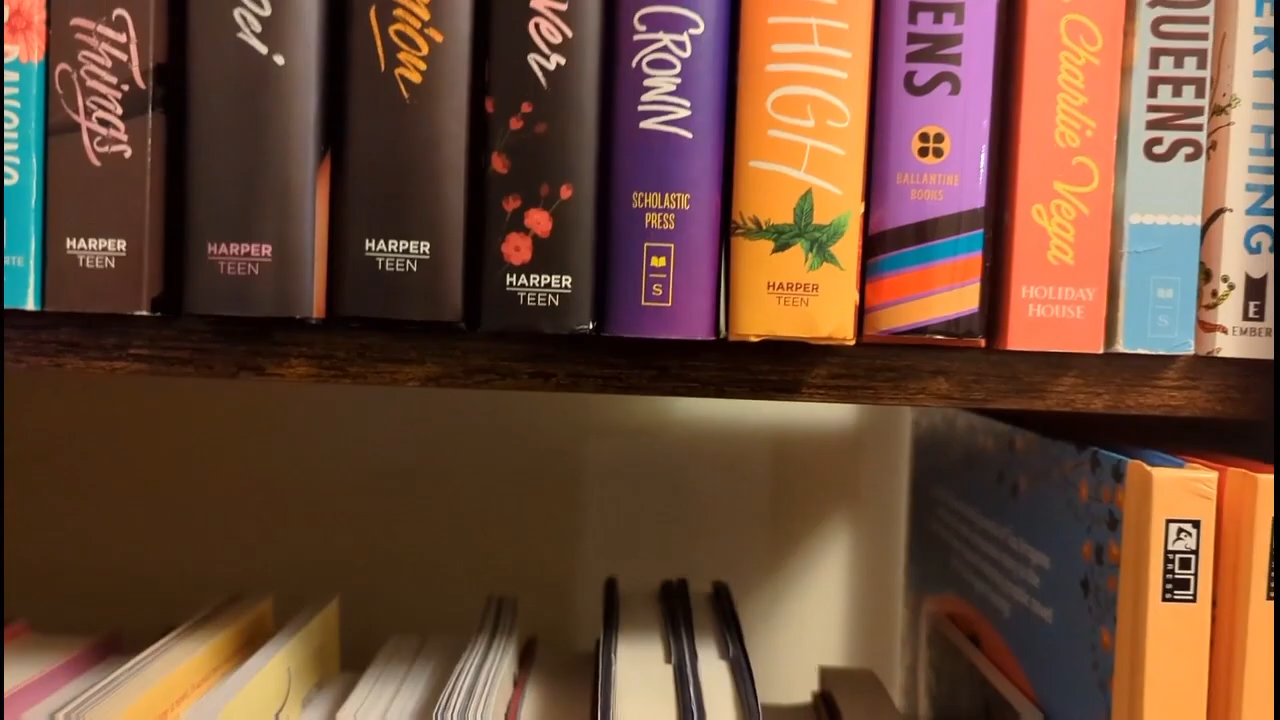 Things
HARPER
TEEN
HARPER
TEEN
HARPER
TEEN
HARPER
TEEN
CROWN
SCHOLASTIC
PRESS
S
HIGH
HARPER
TEEN
ENS
BALLANTINE
BOOKS
Charlie Vega
HOLIDAY
HOUSE
QUEENS
S
ERYTHING
E
EMBER
ONI
PRESS